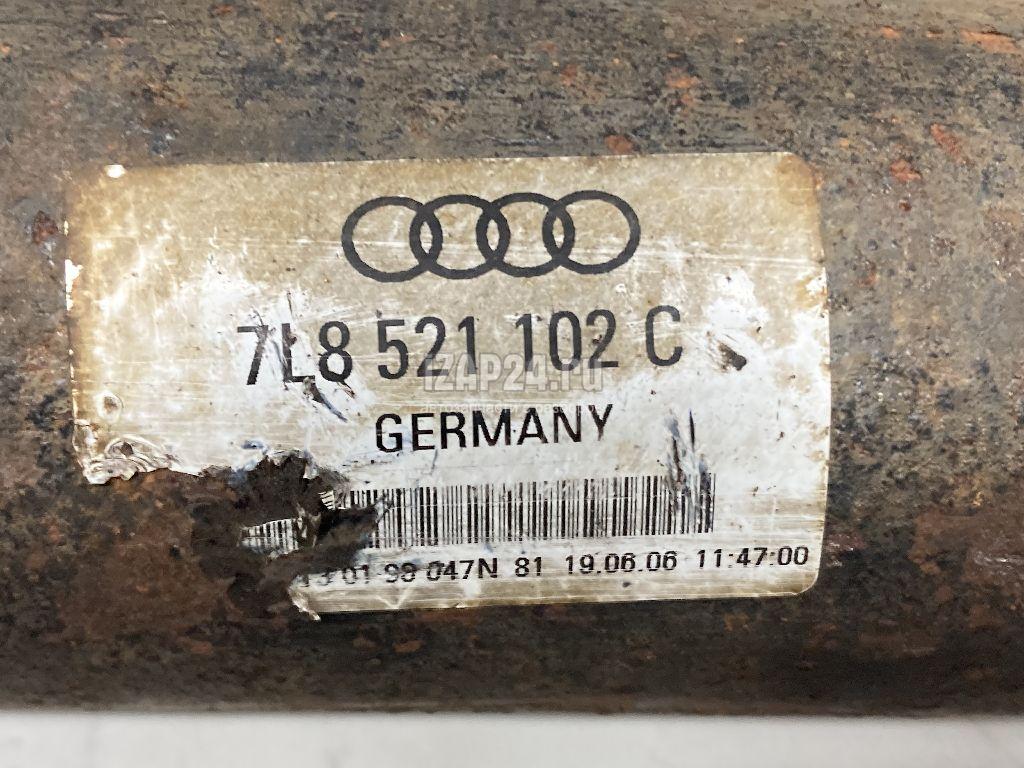 7L8 521 102 C
IZAP24.ru
GERMANY
01 98 047N 81 19.06.06 11:47:00